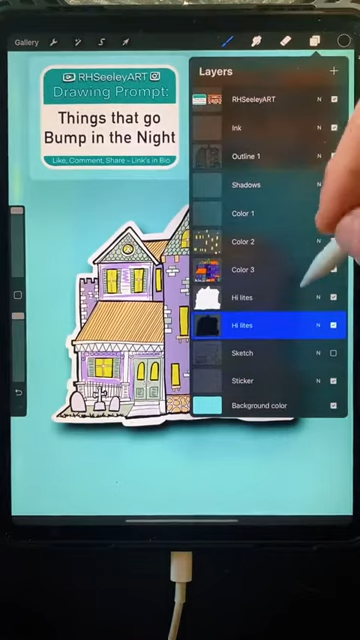 Gallery
RHSeeleyART
Drawing Prompt:
Things that go
Bump in the Night
Like, Comment, Share - Link's in Bio
Layers
RHSeeleyART N
Ink N
Outline 1 N
Shadows N
Color 1
Color 2
Color 3
Hi lites N
Hi lites N
Sketch N
Sticker N
Background color